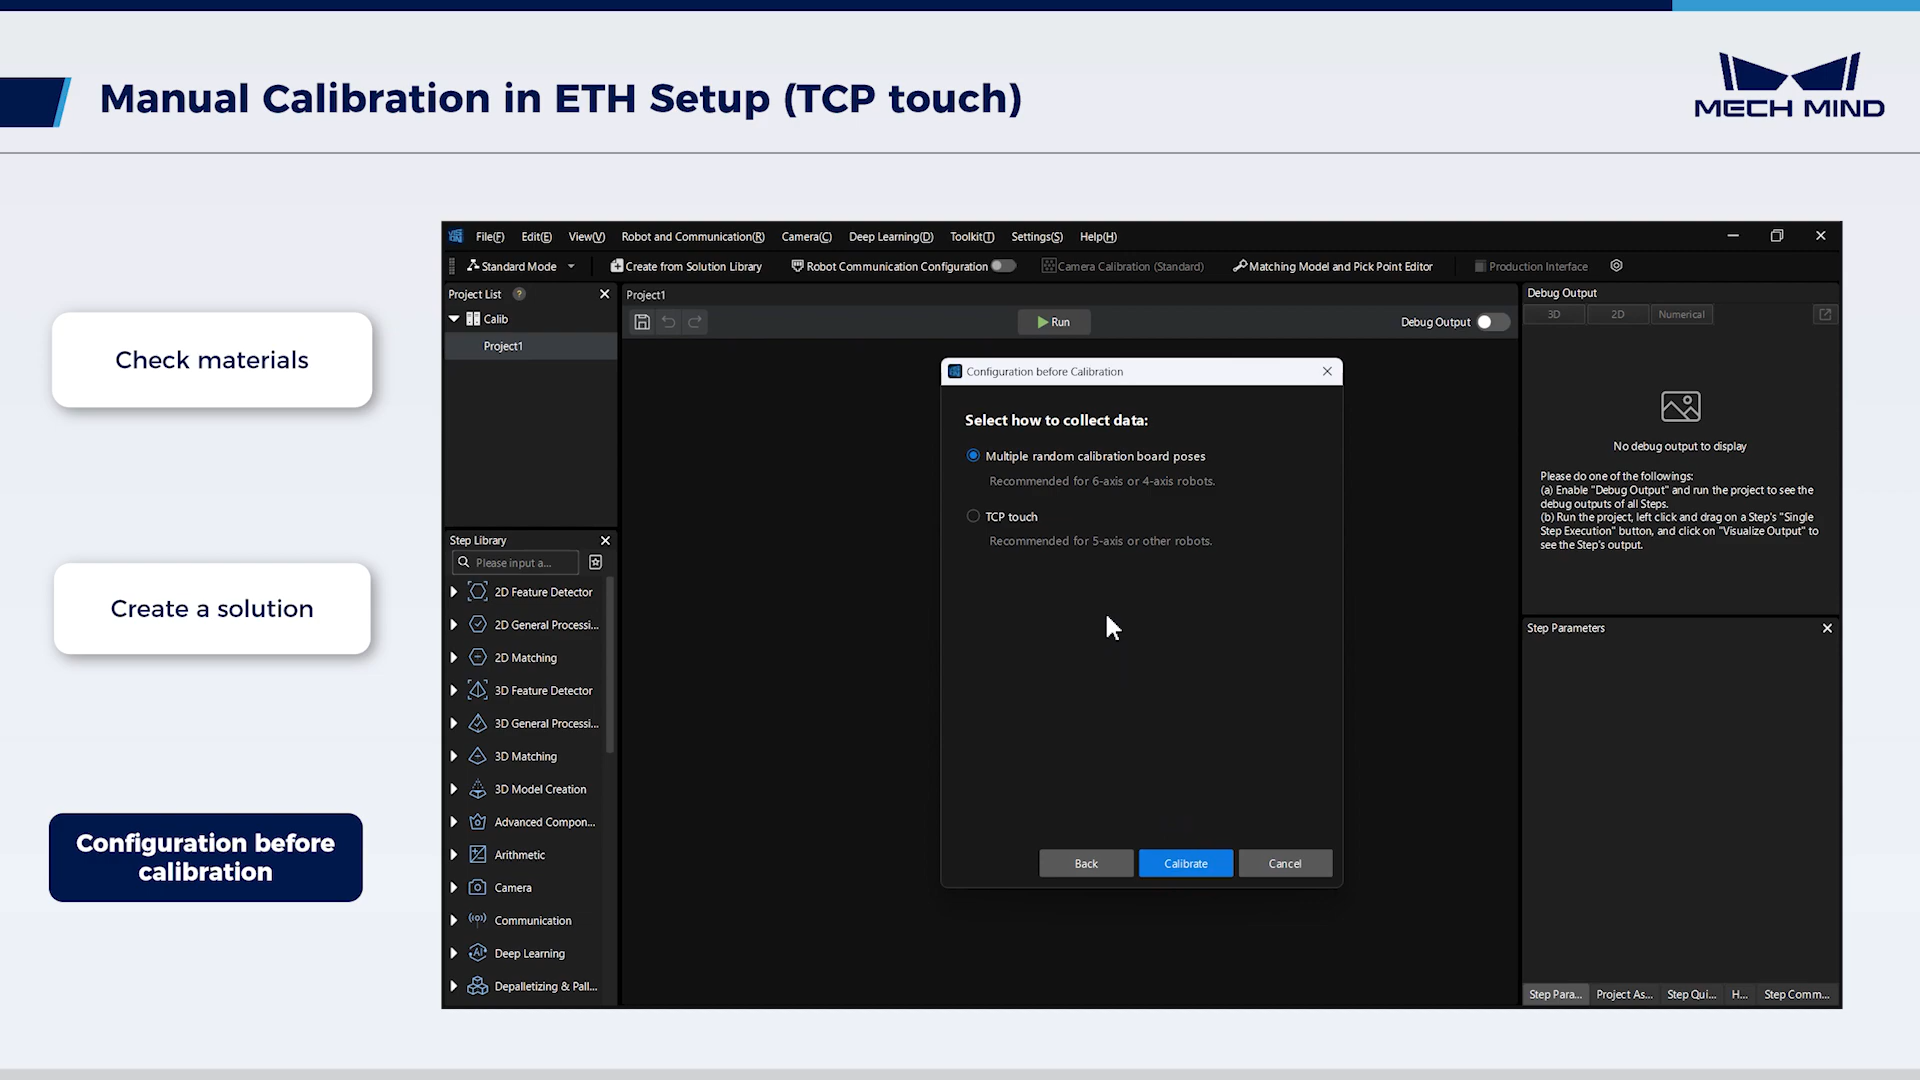 Manual Calibration in ETH Setup (TCP touch)
MECH MIND
Check materials
Create a solution
Configuration before
calibration
File(F) Edit(E) View(V) Robot and Communication(R) Camera(C) Deep Learning(D) Toolkit(T) Settings(S) Help(H)
Standard Mode Create from Solution Library Robot Communication Configuration Camera Calibration (Standard) Matching Model and Pick Point Editor Production Interface
Project List ?
Calib
Project1
Project1
Run
Debug Output
Step Library
Please input a...
2D Feature Detector
2D General Processi...
2D Matching
3D Feature Detector
3D General Processi...
3D Matching
3D Model Creation
Advanced Compon...
Arithmetic
Camera
Communication
Deep Learning
Depalletizing & Pall...
Configuration before Calibration
Select how to collect data:
Multiple random calibration board poses
Recommended for 6-axis or 4-axis robots.
TCP touch
Recommended for 5-axis or other robots.
Back Calibrate Cancel
Debug Output
3D 2D Numerical
No debug output to display
Please do one of the followings:
(a) Enable "Debug Output" and run the project to see the
debug outputs of all Steps.
(b) Run the project, left click and drag on a Step's "Single
Step Execution" button, and click on "Visualize Output" to
see the Step's output.
Step Parameters
Step Para... Project As... Step Qui... H... Step Comm...